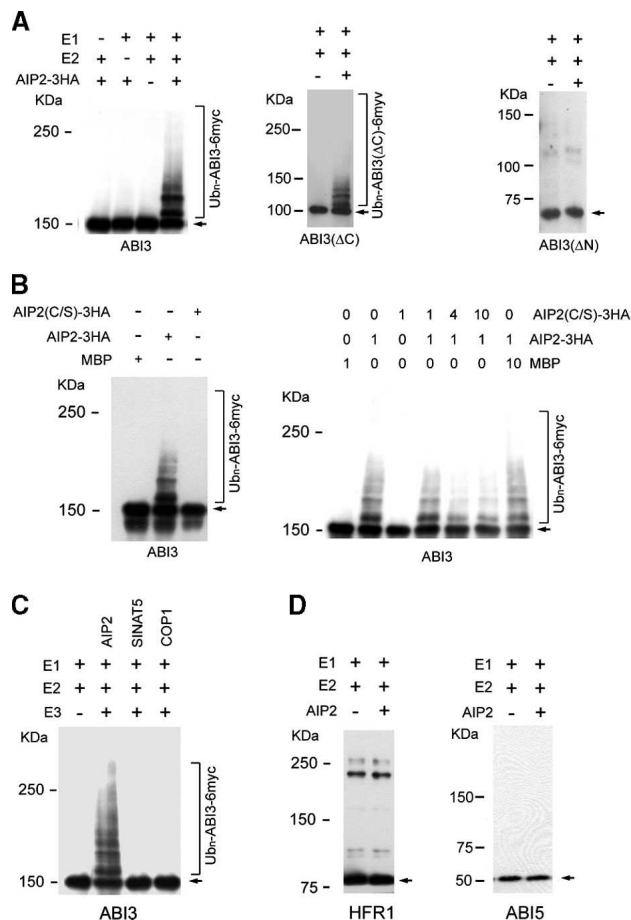 A
E1 - + + +
E2 + - + +
AIP2-3HA + + - +
KDa
250 -
150 -
Ubn-ABI3-6myc
ABI3
+ +
+ +
- +
KDa
250 -
150 -
100 -
Ubn-ABI3(ΔC)-6myv
ABI3(ΔC)
+ +
+ +
- +
KDa
150 -
100 -
75 -
ABI3(ΔN)
B
AIP2(C/S)-3HA - - +
AIP2-3HA - + -
MBP + - -
KDa
250 -
150 -
Ubn-ABI3-6myc
ABI3
0 0 1 1 4 10 0 AIP2(C/S)-3HA
0 1 0 1 1 1 1 AIP2-3HA
1 0 0 0 0 0 10 MBP
KDa
250 -
150 -
Ubn-ABI3-6myc
ABI3
C
AIP2
SINAT5
COP1
E1 + + + +
E2 + + + +
E3 - + + +
KDa
250 -
150 -
Ubn-ABI3-6myc
ABI3
D
E1 + +
E2 + +
AIP2 - +
KDa
250 -
150 -
75 -
HFR1
E1 + +
E2 + +
AIP2 - +
KDa
150 -
75 -
50 -
ABI5